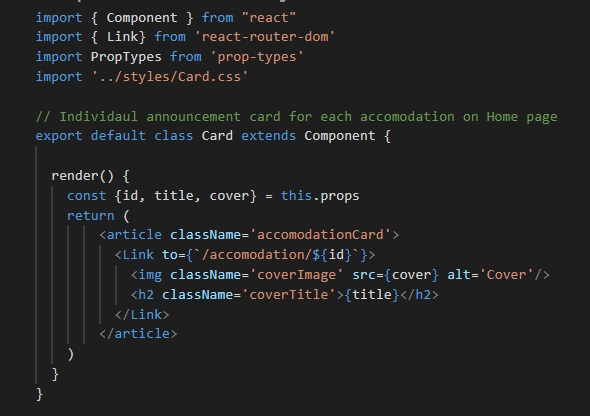 import { Component } from "react"
import { Link} from 'react-router-dom'
import PropTypes from 'prop-types'
import '../styles/Card.css'
// Individaul announcement card for each accomodation on Home page
export default class Card extends Component {
render() {
const {id, title, cover} = this.props
return (
<article className='accomodationCard'>
<Link to={`/accomodation/${id}`}>
<img className='coverImage' src={cover} alt='Cover'/>
<h2 className='coverTitle'>{title}</h2>
</Link>
</article>
)
}
}